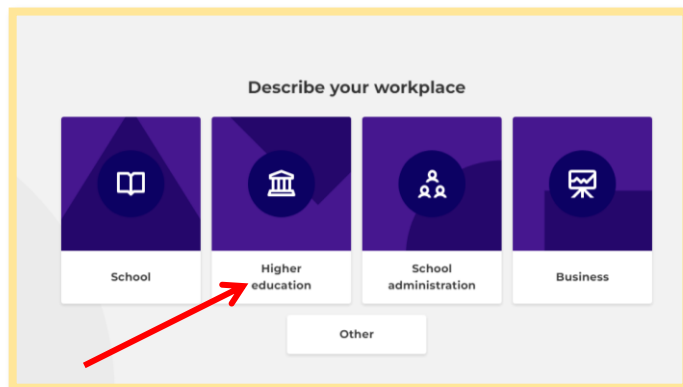 Describe your workplace
School
Higher
education
School
administration
Business
Other